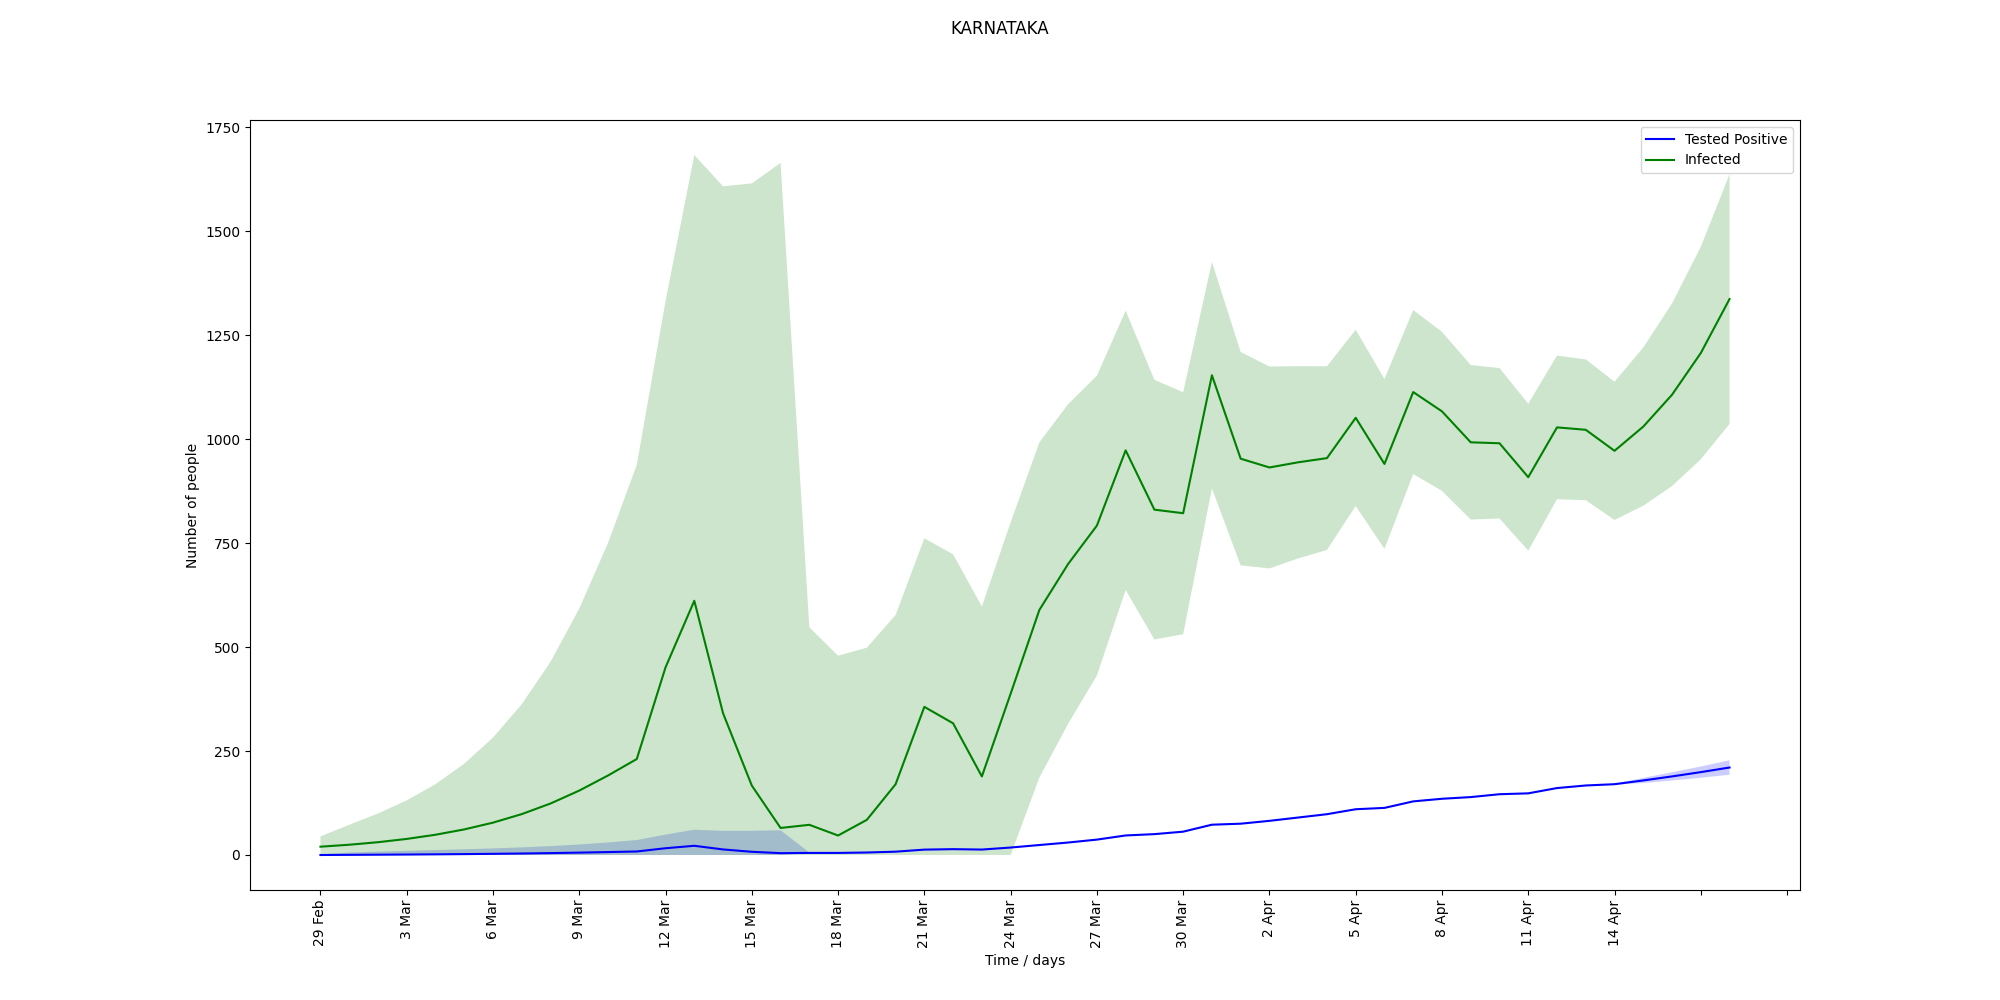 KARNATAKA
1750
1500
1250
1000
750
500
250
0
Number of people
Tested Positive
Infected
29 Feb
3 Mar
6 Mar
9 Mar
12 Mar
15 Mar
18 Mar
21 Mar
24 Mar
27 Mar
30 Mar
2 Apr
5 Apr
8 Apr
11 Apr
14 Apr
Time / days